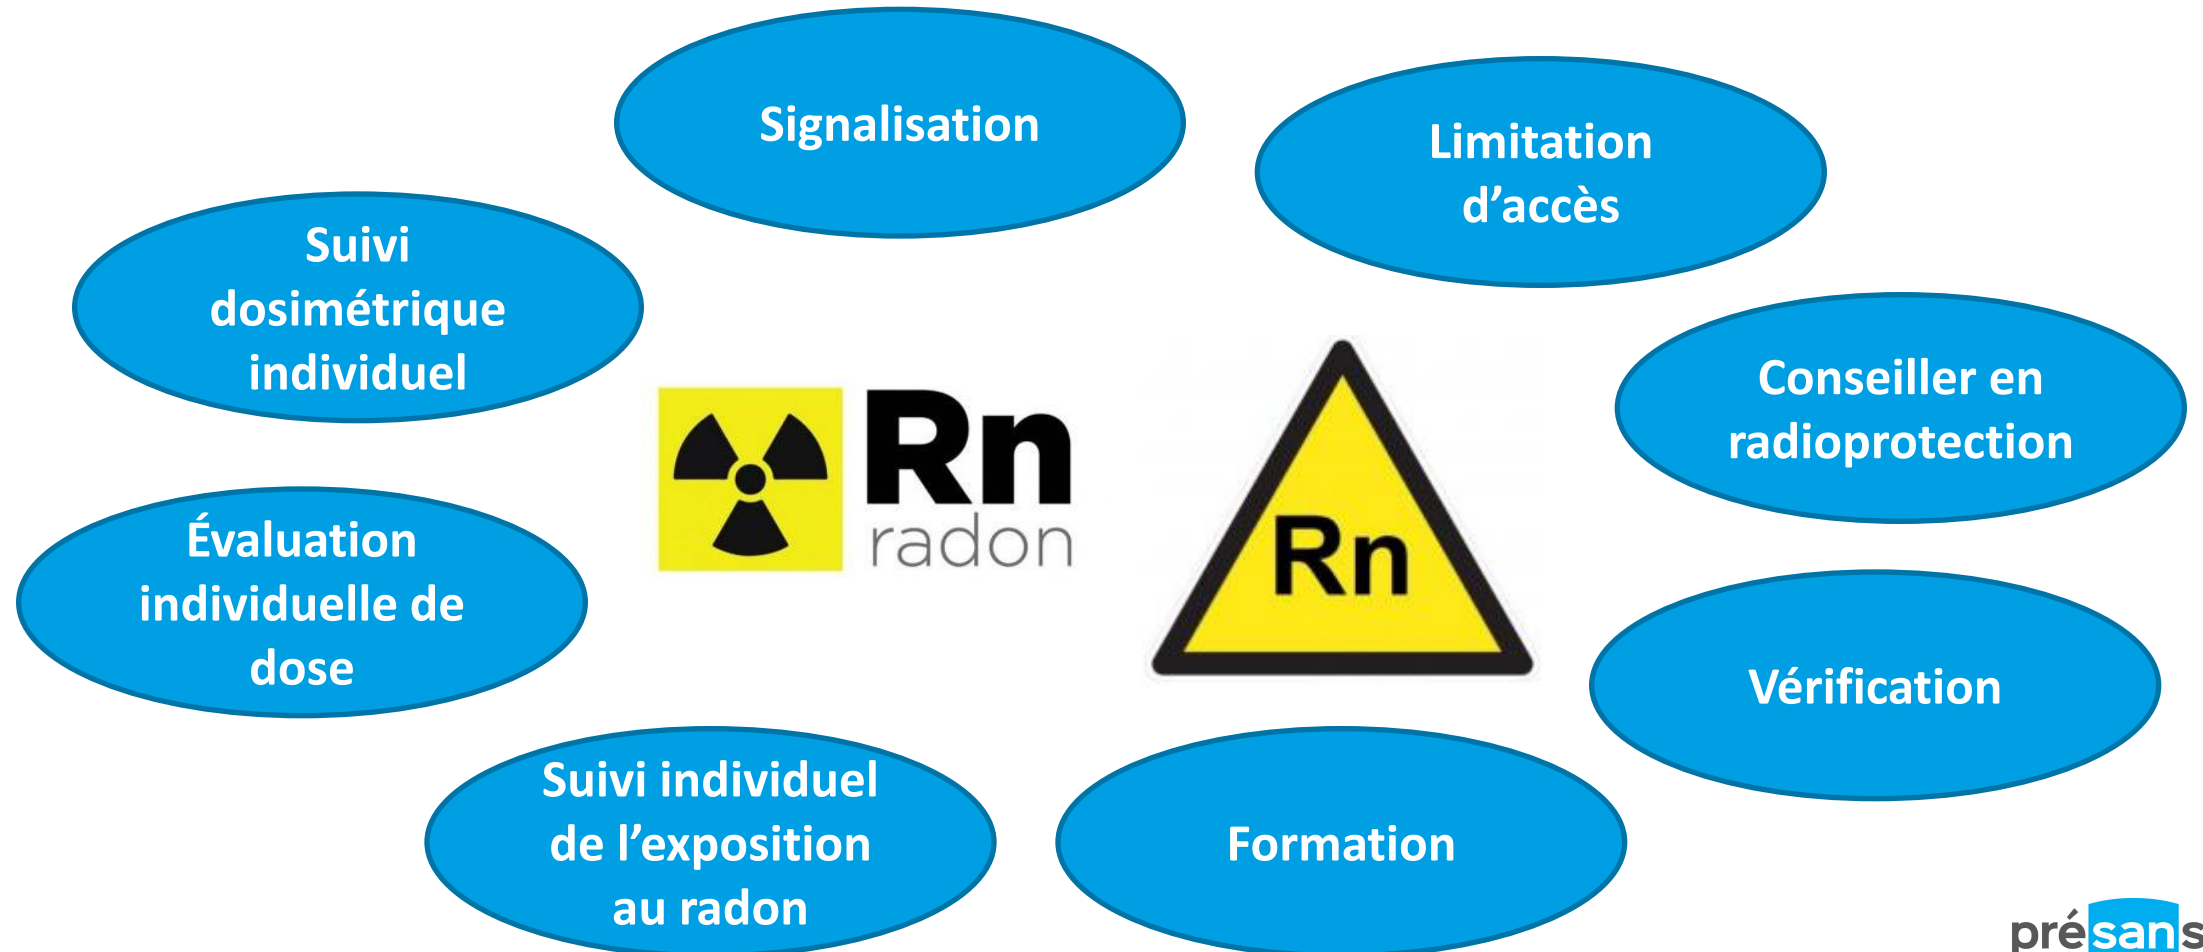 Signalisation
Limitation
d’accès
Suivi
dosimétrique
individuel
Conseiller en
radioprotection
Rn
radon
Rn
Évaluation
individuelle de
dose
Vérification
Suivi individuel
de l’exposition
au radon
Formation
présans